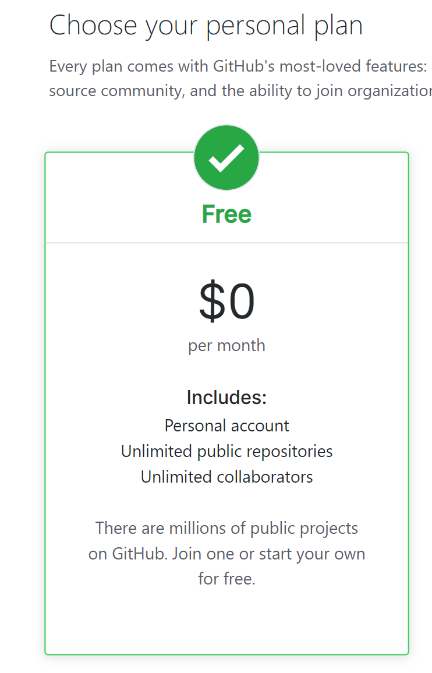 Choose your personal plan
Every plan comes with GitHub's most-loved features:
source community, and the ability to join organization
Free
$0
per month
Includes:
Personal account
Unlimited public repositories
Unlimited collaborators
There are millions of public projects
on GitHub. Join one or start your own
for free.